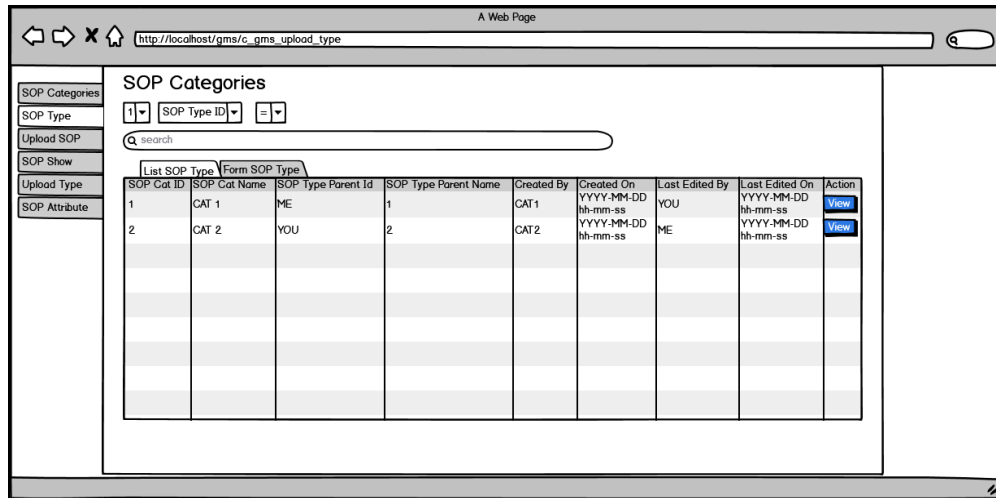 A Web Page
http://localhost/gms/c_gms_upload_type
SOP Categories
SOP Type
Upload SOP
SOP Show
Upload Type
SOP Attribute
SOP Categories
1 SOP Type ID =
search
List SOP Type Form SOP Type
SOP Cat ID SOP Cat Name SOP Type Parent Id SOP Type Parent Name Created By Created On Last Edited By Last Edited On Action
1 CAT 1 ME 1 CAT1 YYYY-MM-DD hh-mm-ss YOU YYYY-MM-DD hh-mm-ss View
2 CAT 2 YOU 2 CAT2 YYYY-MM-DD hh-mm-ss ME YYYY-MM-DD hh-mm-ss View